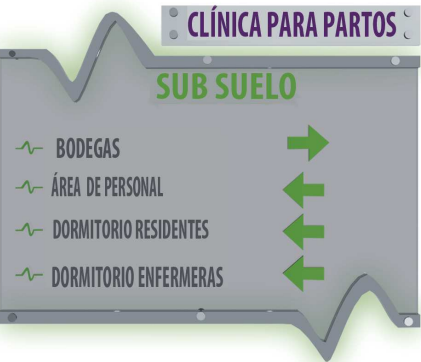 CLÍNICA PARA PARTOS
SUB SUELO
BODEGAS
ÁREA DE PERSONAL
DORMITORIO RESIDENTES
DORMITORIO ENFERMERAS